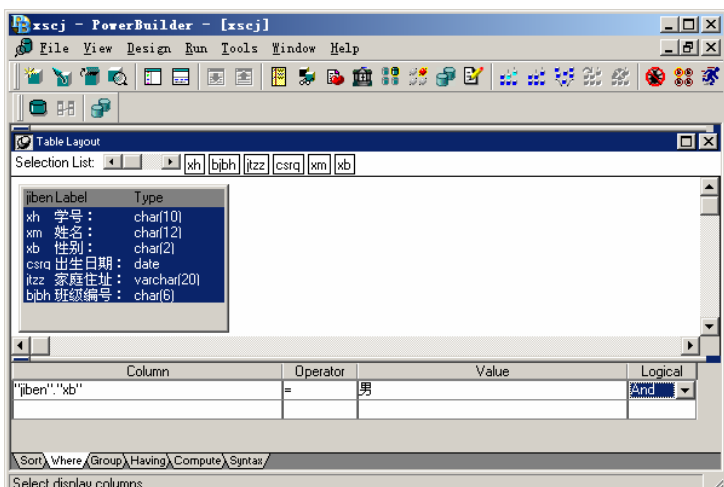 xscj - PowerBuilder - [xscj]
File View Design Run Tools Window Help
Table Layout
Selection List: xh bjbh jtzz csrq xm xb
jiben Label Type
xh 学号： char(10)
xm 姓名： char(12)
xb 性别： char(2)
csrq 出生日期： date
jtzz 家庭住址： varchar(20)
bjbh 班级编号： char(6)
Column Operator Value Logical
"jiben"."xb" = 男 And
Sort Where Group Having Compute Syntax
Select display columns